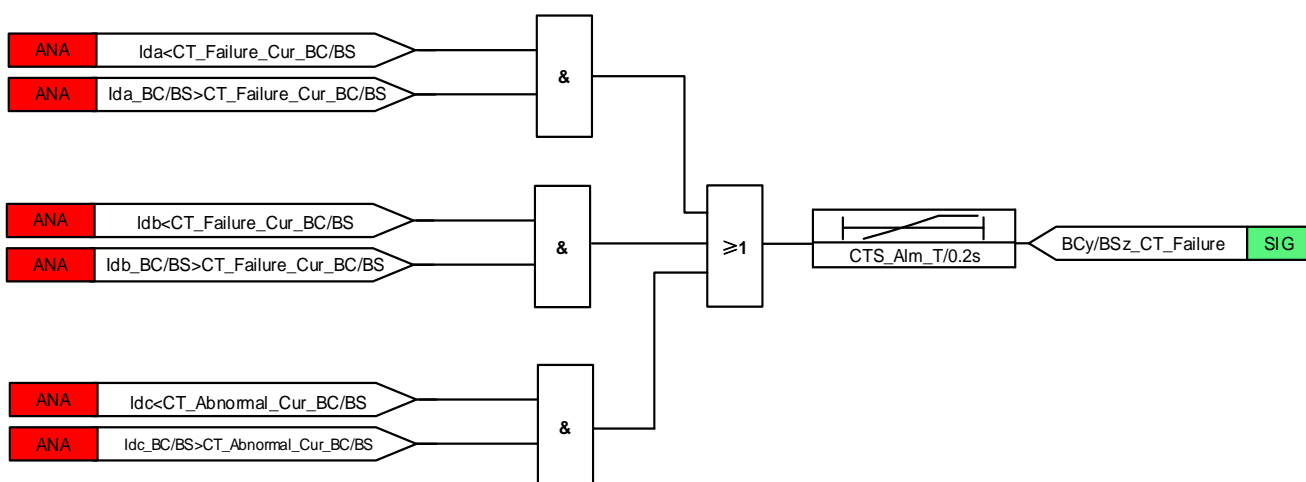 ANA Ida<CT_Failure_Cur_BC/BS
ANA Ida_BC/BS>CT_Failure_Cur_BC/BS
&
ANA Idb<CT_Failure_Cur_BC/BS
ANA Idb_BC/BS>CT_Failure_Cur_BC/BS
&
ANA Idc<CT_Abnormal_Cur_BC/BS
ANA Idc_BC/BS>CT_Abnormal_Cur_BC/BS
&
⩾1
CTS_Alm_T/0.2s
BCy/BSz_CT_Failure SIG